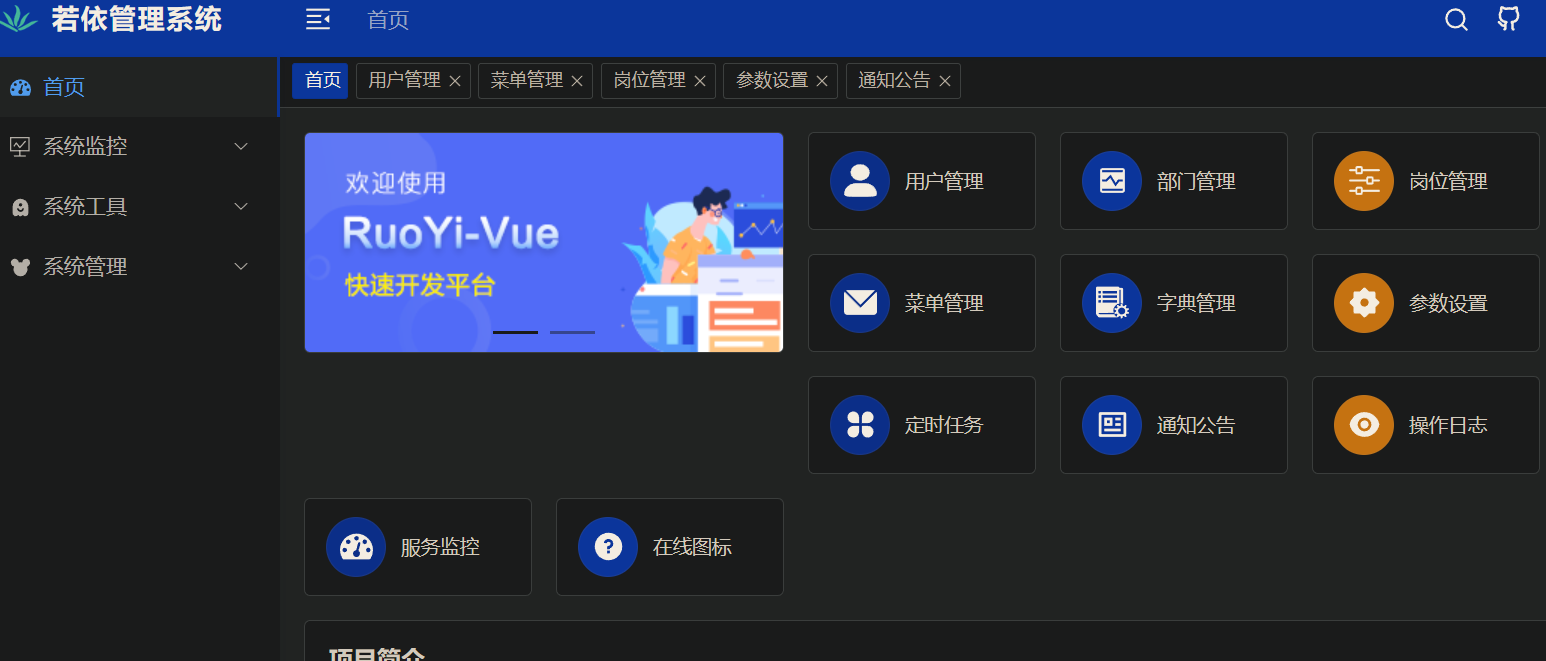 若依管理系统
首页
首页
系统监控
系统工具
系统管理
首页 用户管理 菜单管理 岗位管理 参数设置 通知公告
欢迎使用
RuoYi-Vue
快速开发平台
用户管理 部门管理 岗位管理
菜单管理 字典管理 参数设置
定时任务 通知公告 操作日志
服务监控 在线图标
项目简介